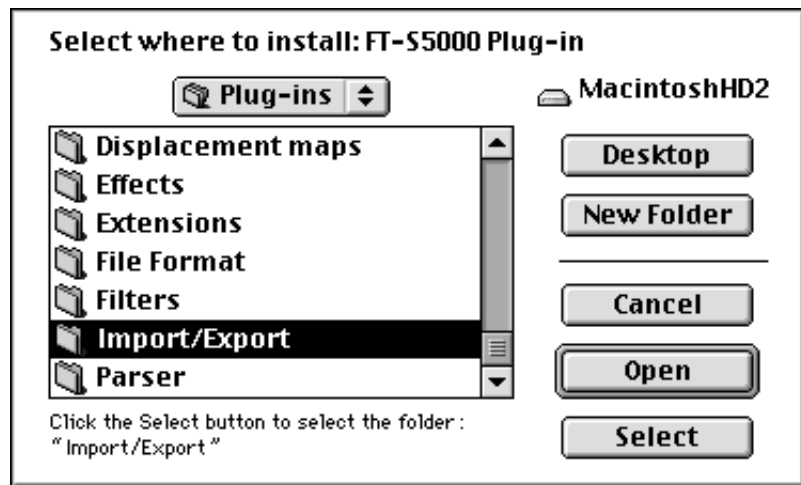 Select where to install: FT-S5000 Plug-in
Plug-ins
MacintoshHD2
Displacement maps
Effects
Extensions
File Format
Filters
Import/Export
Parser
Desktop
New Folder
Cancel
Open
Select
Click the Select button to select the folder:
"Import/Export"